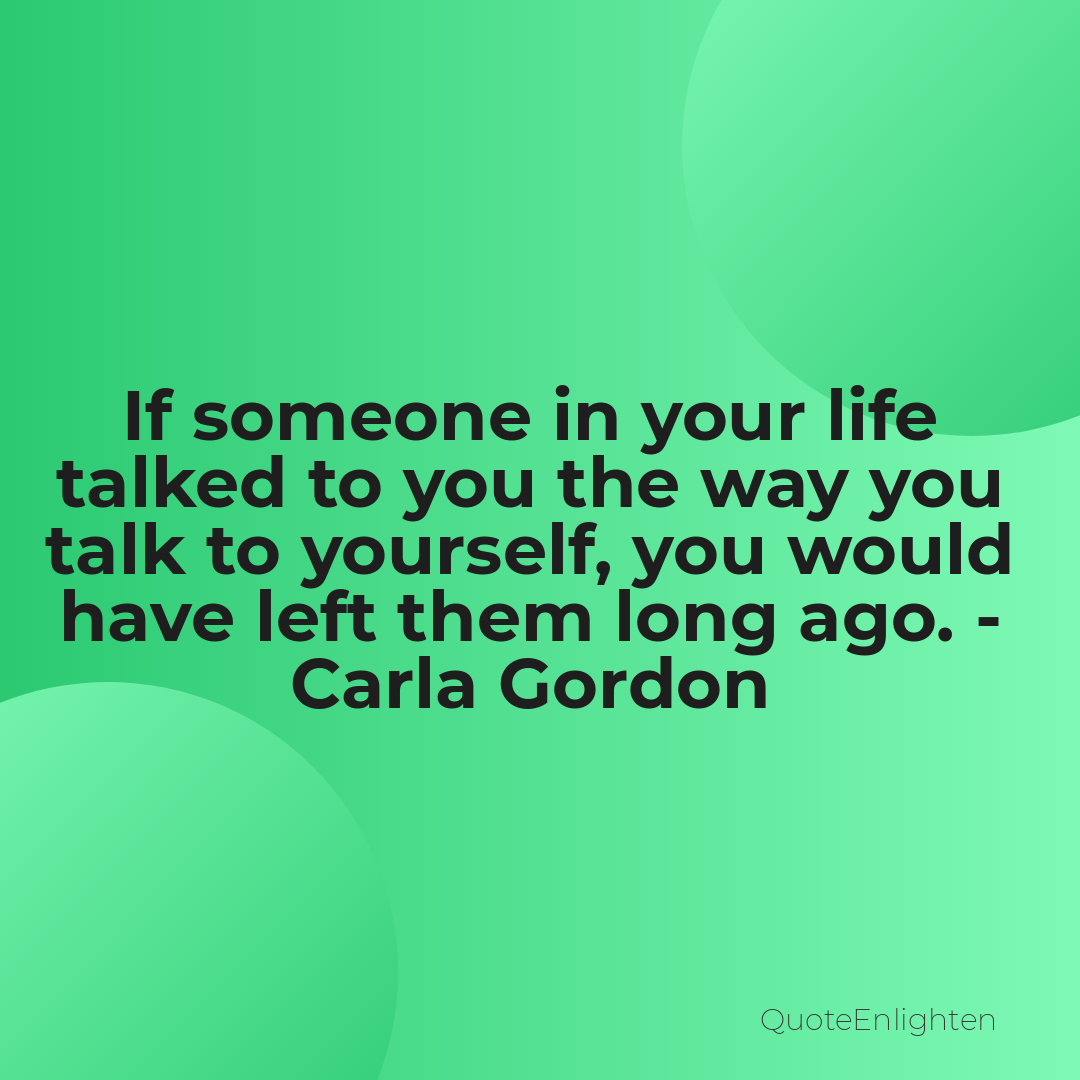 If someone in your life
talked to you the way you
talk to yourself, you would
have left them long ago. -
Carla Gordon
QuoteEnlighten